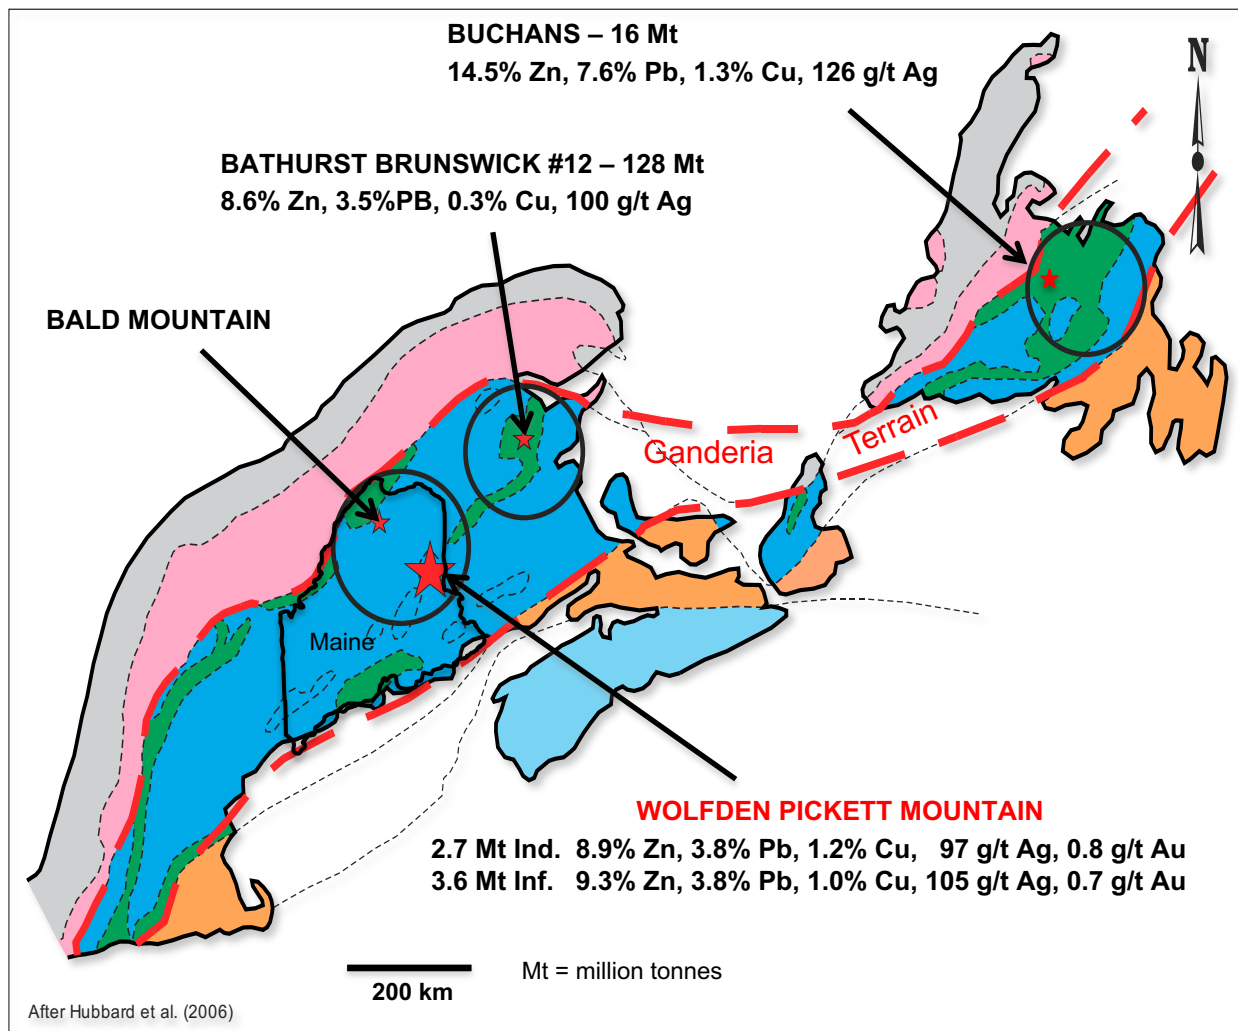 BUCHANS – 16 Mt
14.5% Zn, 7.6% Pb, 1.3% Cu, 126 g/t Ag
N
BATHURST BRUNSWICK #12 – 128 Mt
8.6% Zn, 3.5%PB, 0.3% Cu, 100 g/t Ag
BALD MOUNTAIN
Ganderia Terrain
Maine
WOLFDEN PICKETT MOUNTAIN
2.7 Mt Ind. 8.9% Zn, 3.8% Pb, 1.2% Cu, 97 g/t Ag, 0.8 g/t Au
3.6 Mt Inf. 9.3% Zn, 3.8% Pb, 1.0% Cu, 105 g/t Ag, 0.7 g/t Au
200 km
Mt = million tonnes
After Hubbard et al. (2006)